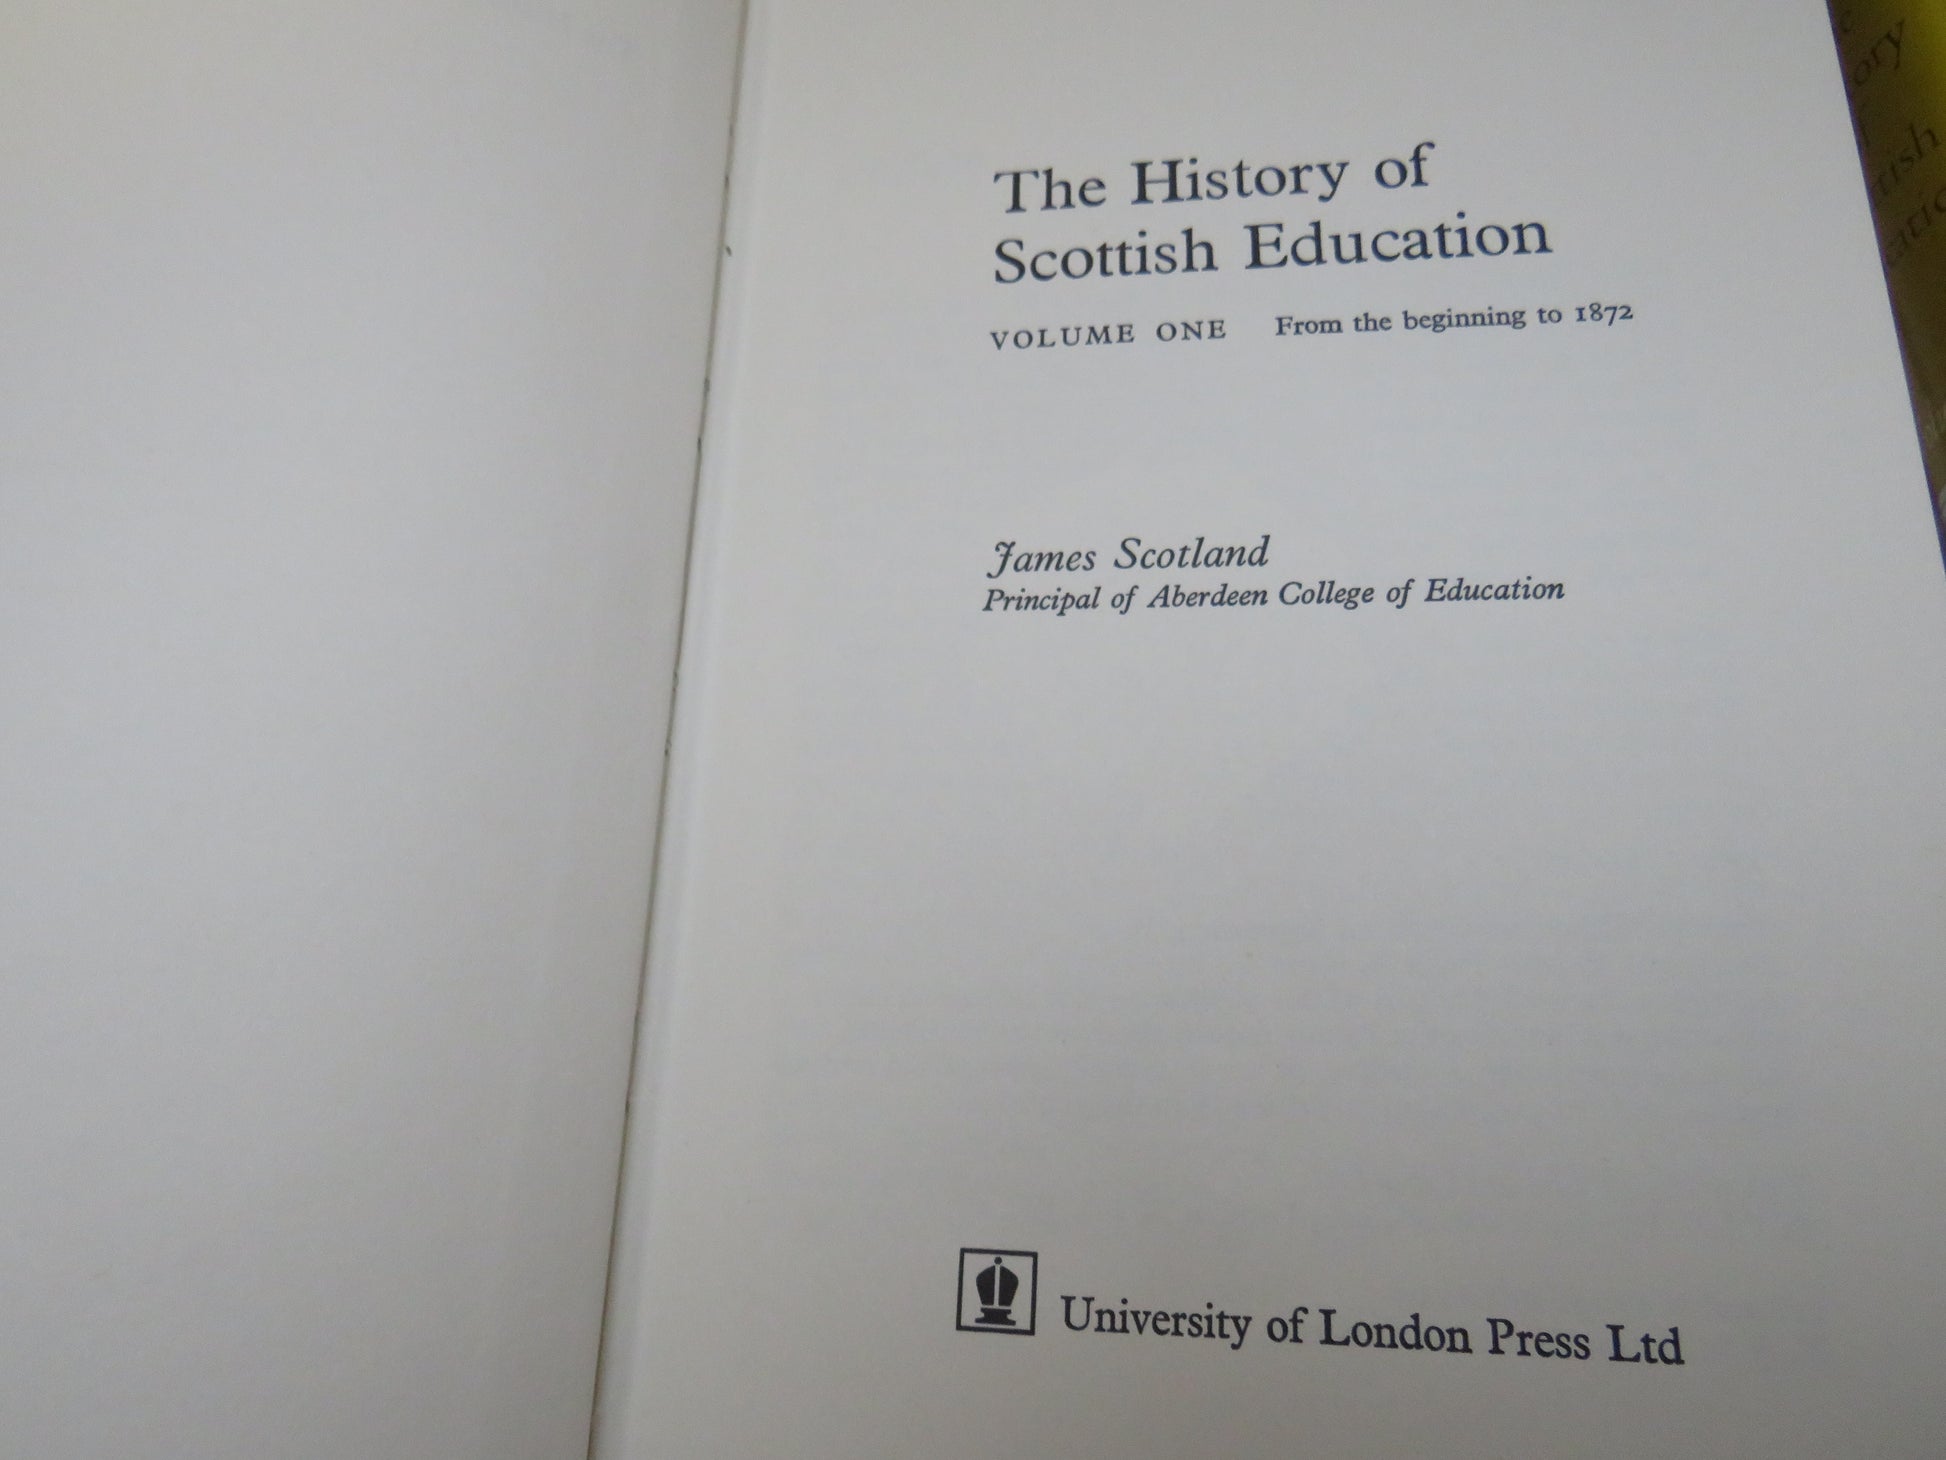 The History of
Scottish Education
VOLUME ONE From the beginning to 1872
James Scotland
Principal of Aberdeen College of Education
University of London Press Ltd